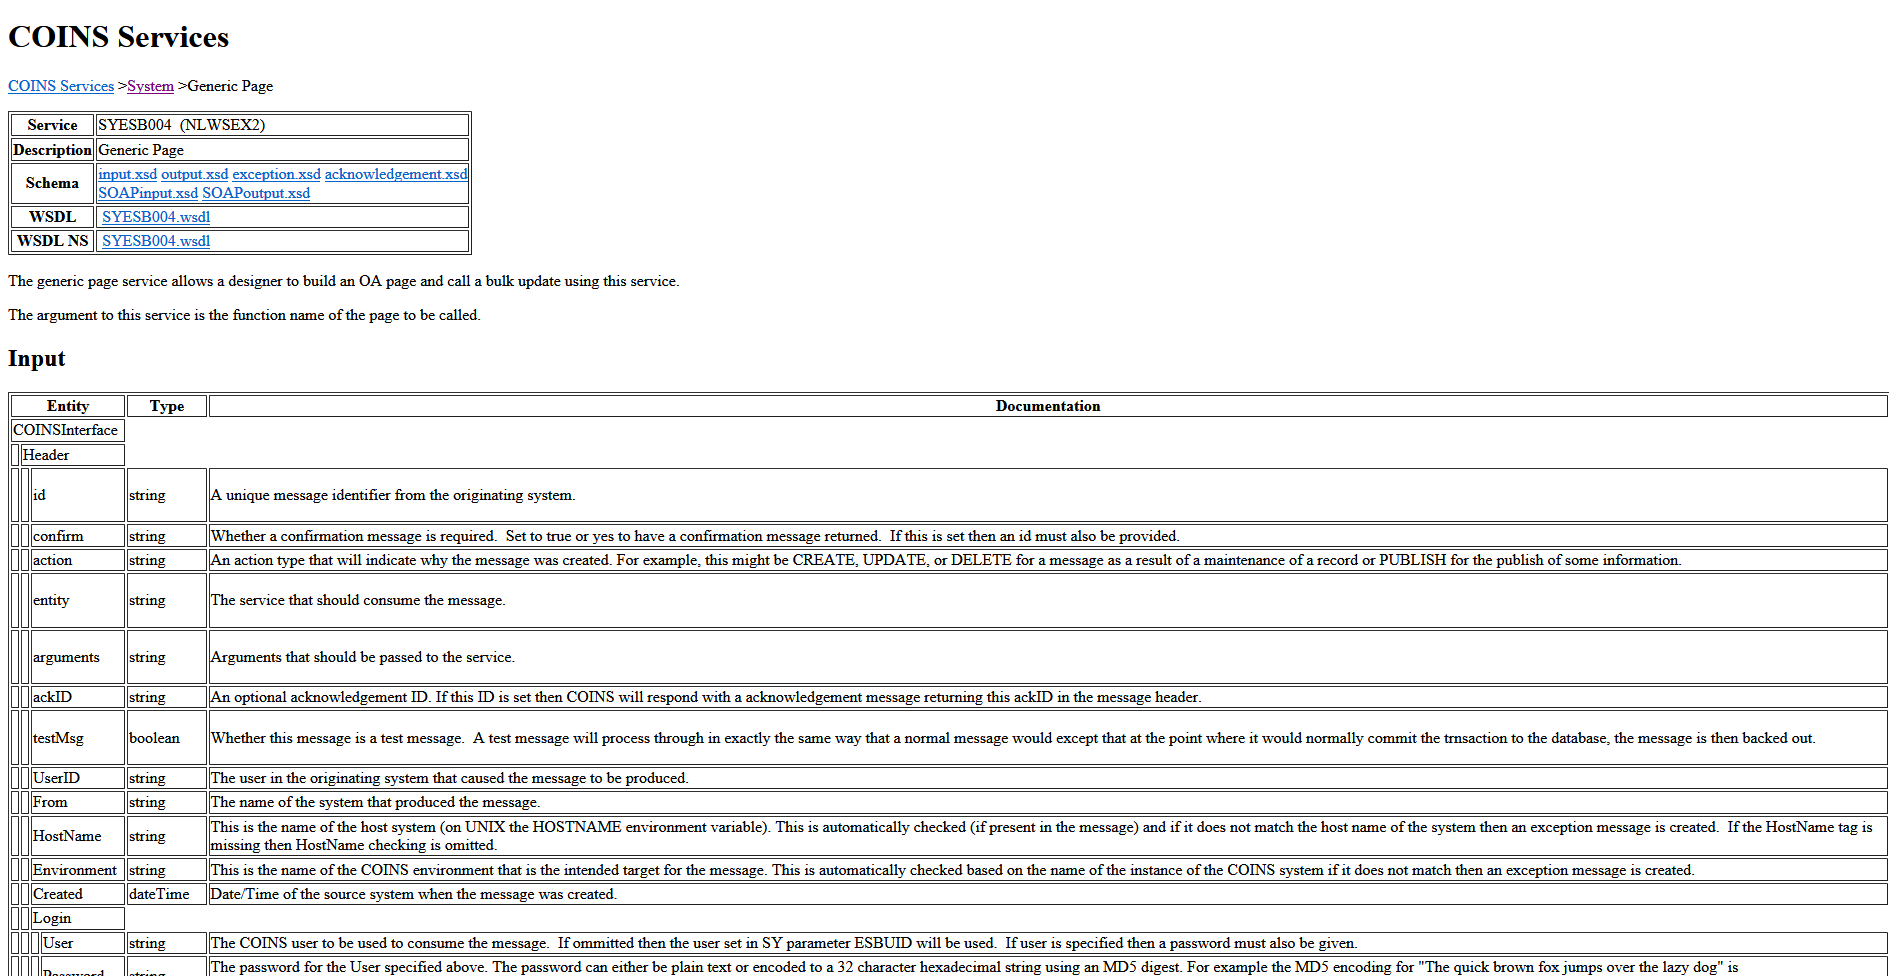 COINS Services
COINS Services >System >Generic Page
Service SYESB004  (NLWSEX2)
Description Generic Page
Schema input.xsd output.xsd exception.xsd acknowledgement.xsd
SOAPinput.xsd SOAPoutput.xsd
WSDL SYESB004.wsdl
WSDL NS SYESB004.wsdl
The generic page service allows a designer to build an OA page and call a bulk update using this service.
The argument to this service is the function name of the page to be called.
Input
Entity Type Documentation
COINSInterface
Header
id string A unique message identifier from the originating system.
confirm string Whether a confirmation message is required.  Set to true or yes to have a confirmation message returned.  If this is set then an id must also be provided.
action string An action type that will indicate why the message was created. For example, this might be CREATE, UPDATE, or DELETE for a message as a result of a maintenance of a record or PUBLISH for the publish of some information.
entity string The service that should consume the message.
arguments string Arguments that should be passed to the service.
ackID string An optional acknowledgement ID. If this ID is set then COINS will respond with a acknowledgement message returning this ackID in the message header.
testMsg boolean Whether this message is a test message.  A test message will process through in exactly the same way that a normal message would except that at the point where it would normally commit the trnsaction to the database, the message is then backed out.
UserID string The user in the originating system that caused the message to be produced.
From string The name of the system that produced the message.
HostName string This is the name of the host system (on UNIX the HOSTNAME environment variable). This is automatically checked (if present in the message) and if it does not match the host name of the system then an exception message is created.  If the HostName tag is
missing then HostName checking is omitted.
Environment string This is the name of the COINS environment that is the intended target for the message. This is automatically checked based on the name of the instance of the COINS system if it does not match then an exception message is created.
Created dateTime Date/Time of the source system when the message was created.
Login
User string The COINS user to be used to consume the message.  If ommitted then the user set in SY parameter ESBUID will be used.  If user is specified then a password must also be given.
Password string The password for the User specified above. The password can either be plain text or encoded to a 32 character hexadecimal string using an MD5 digest. For example the MD5 encoding for "The quick brown fox jumps over the lazy dog" is